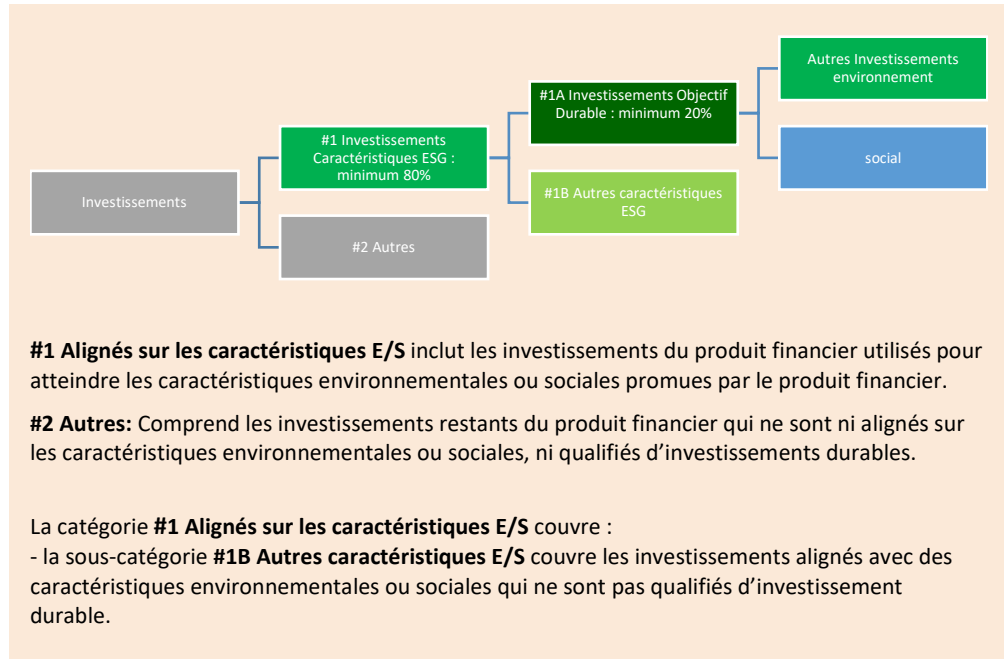 Autres Investissements
environnement
#1A Investissements Objectif
Durable : minimum 20%
#1 Investissements
Caractéristiques ESG :
minimum 80%
social
Investissements
#1B Autres caractéristiques
ESG
#2 Autres
#1 Alignés sur les caractéristiques E/S inclut les investissements du produit financier utilisés pour
atteindre les caractéristiques environnementales ou sociales promues par le produit financier.
#2 Autres: Comprend les investissements restants du produit financier qui ne sont ni alignés sur
les caractéristiques environnementales ou sociales, ni qualifiés d’investissements durables.
La catégorie #1 Alignés sur les caractéristiques E/S couvre :
- la sous-catégorie #1B Autres caractéristiques E/S couvre les investissements alignés avec des
caractéristiques environnementales ou sociales qui ne sont pas qualifiés d’investissement
durable.